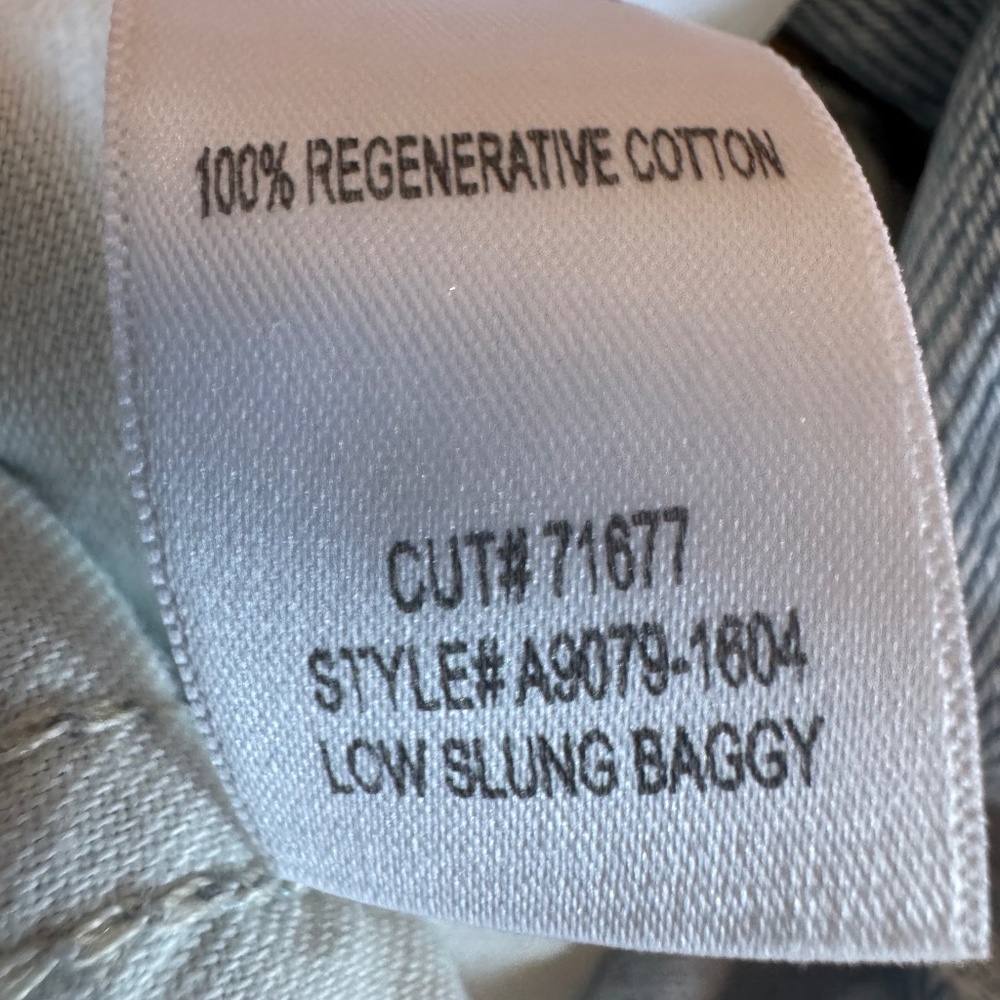 100% REGENERATIVE COTTON
CUT# 71677
STYLE# A9079-1604
LOW SLUNG BAGGY